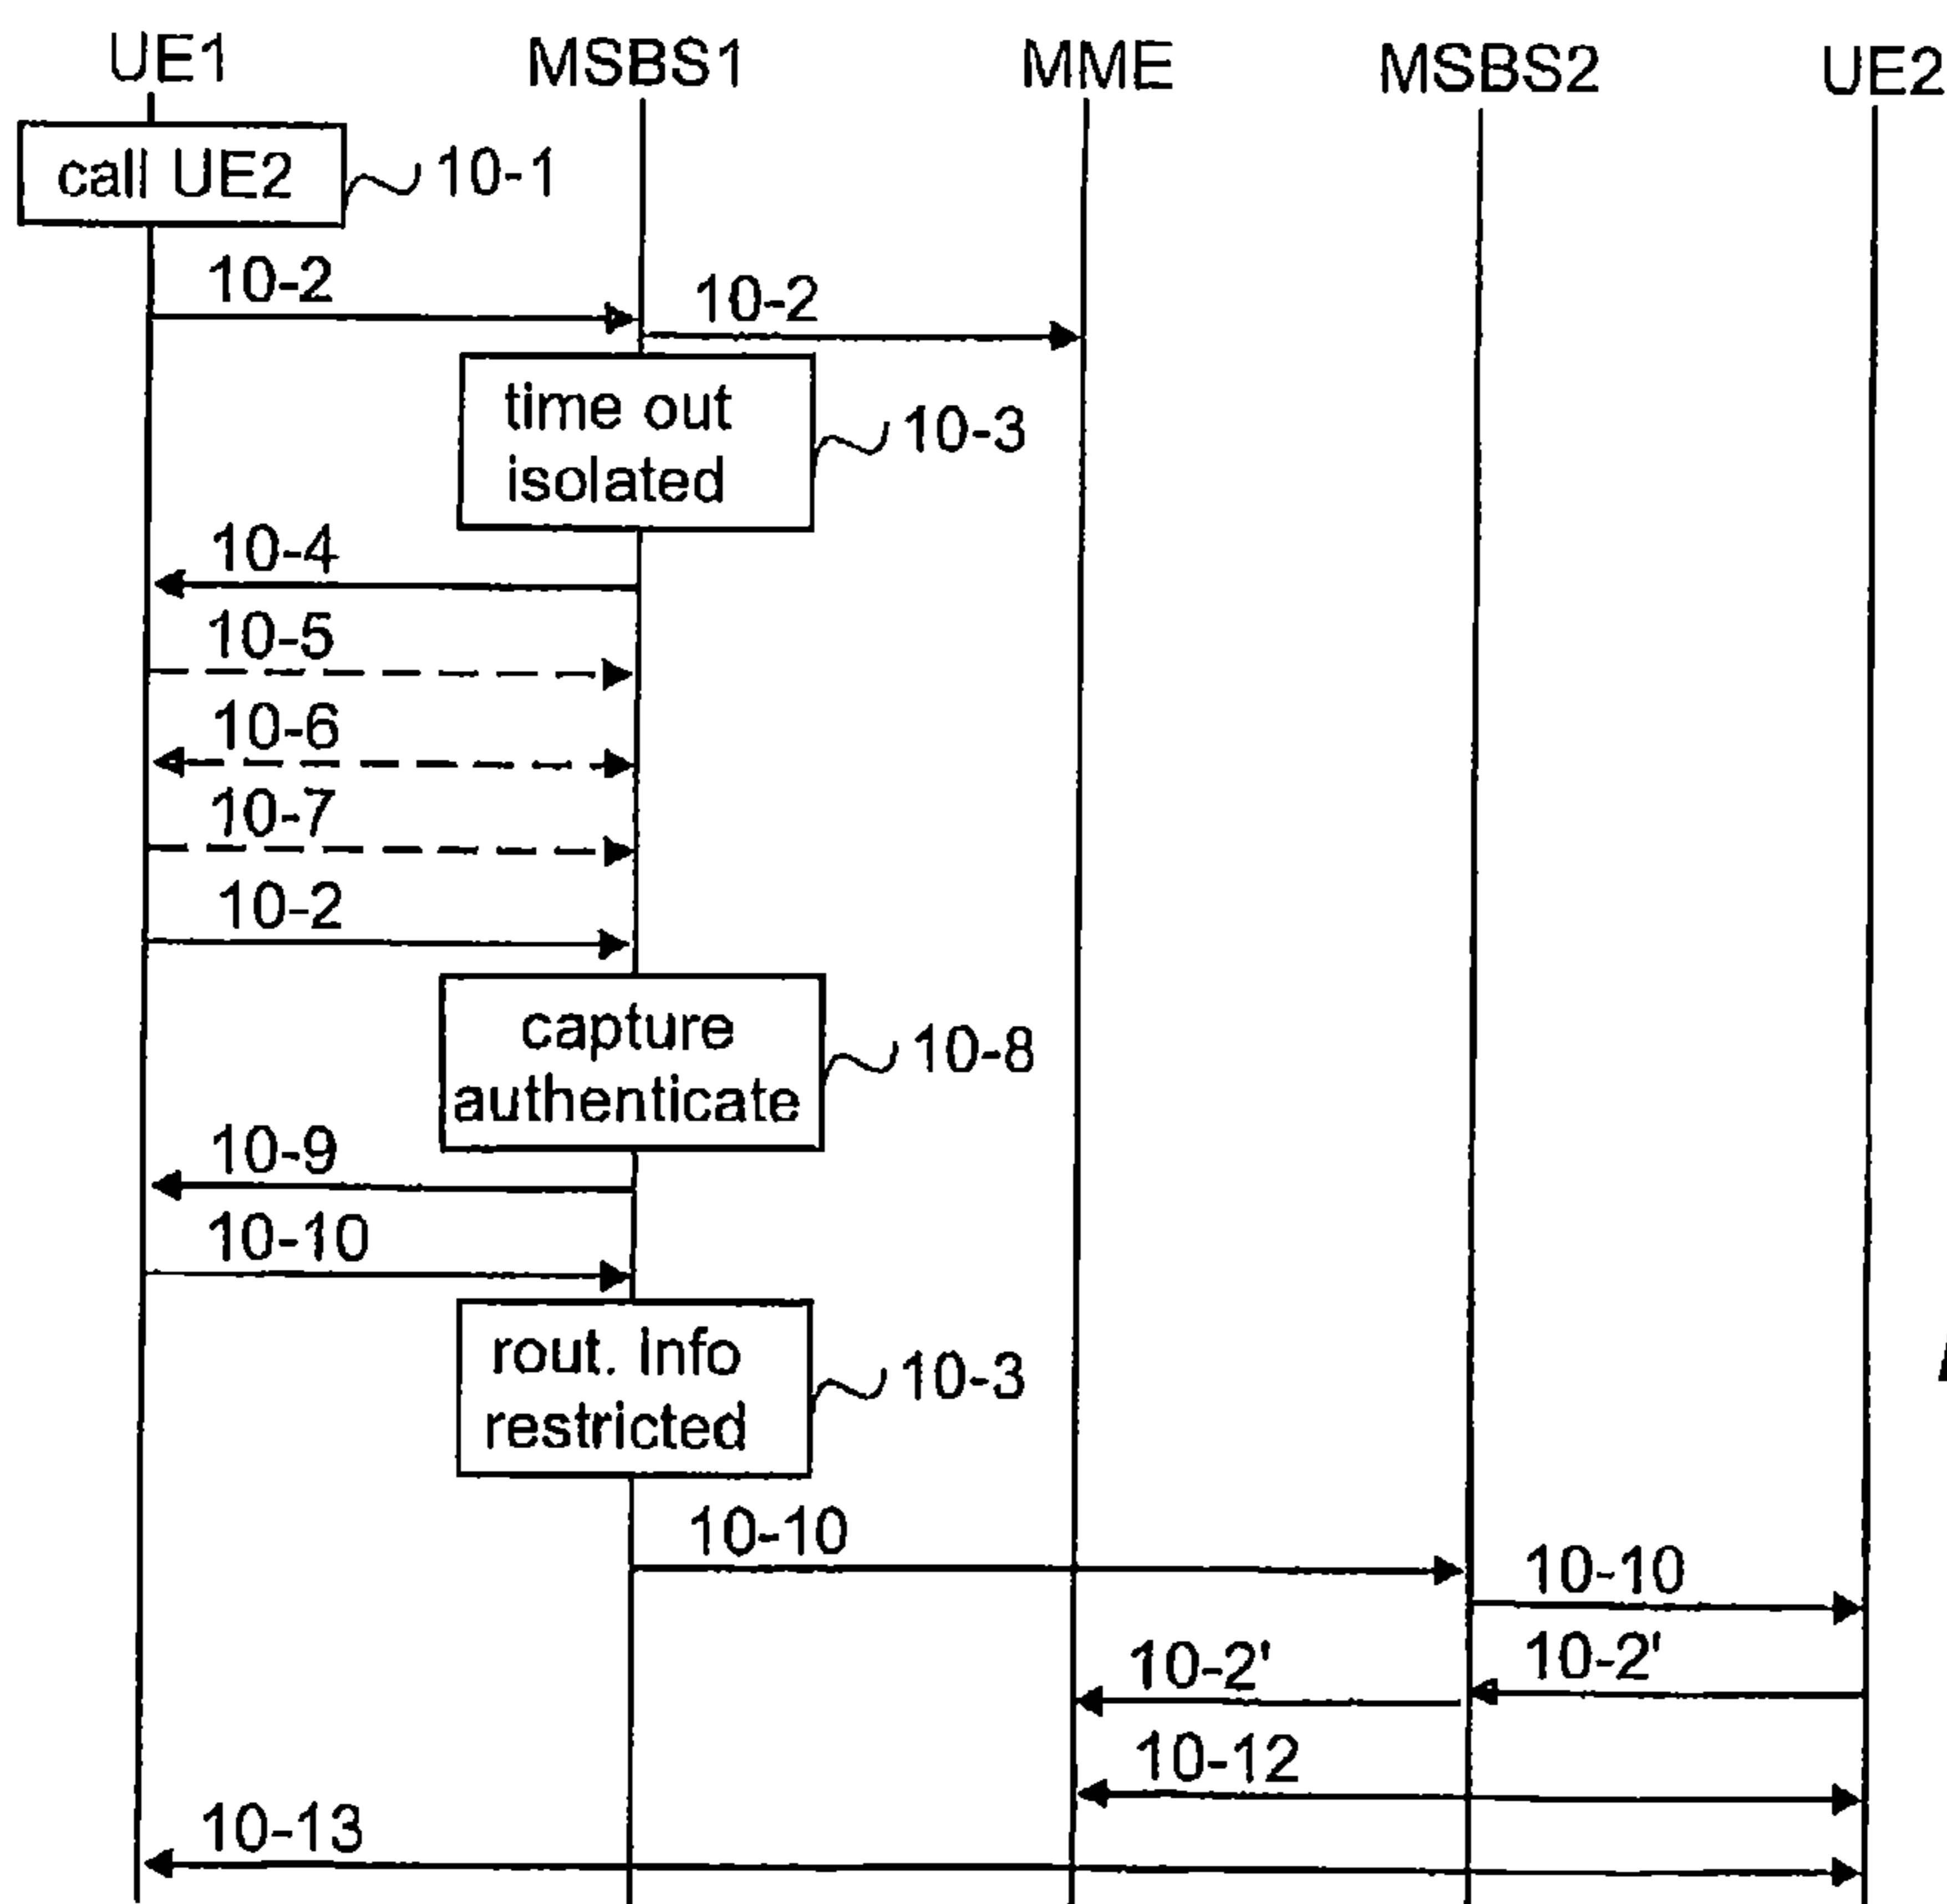 UE1 MSBS1 MME MSBS2 UE2
call UE2 10-1
10-2 10-2
time out
isolated 10-3
10-4
10-5
10-6
10-7
10-2
capture
authenticate 10-8
10-9
10-10
rout. Info
restricted 10-3
10-10 10-10
10-2' 10-2'
10-12
10-13